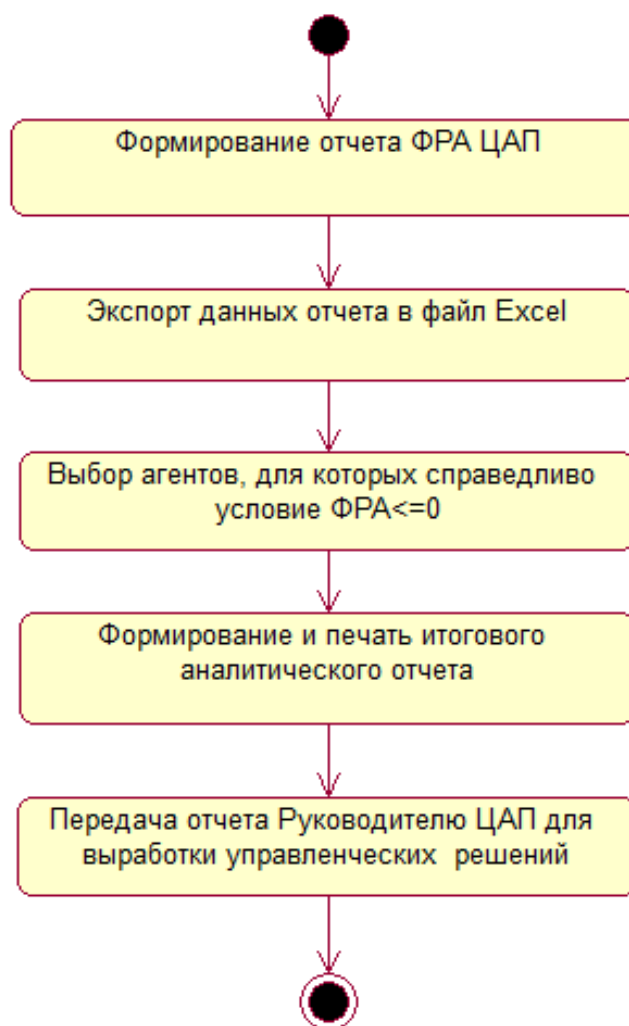 Формирование отчета ФРА ЦАП
Экспорт данных отчета в файл Excel
Выбор агентов, для которых справедливо
условие ФРА<=0
Формирование и печать итогового
аналитического отчета
Передача отчета Руководителю ЦАП для
выработки управленческих решений